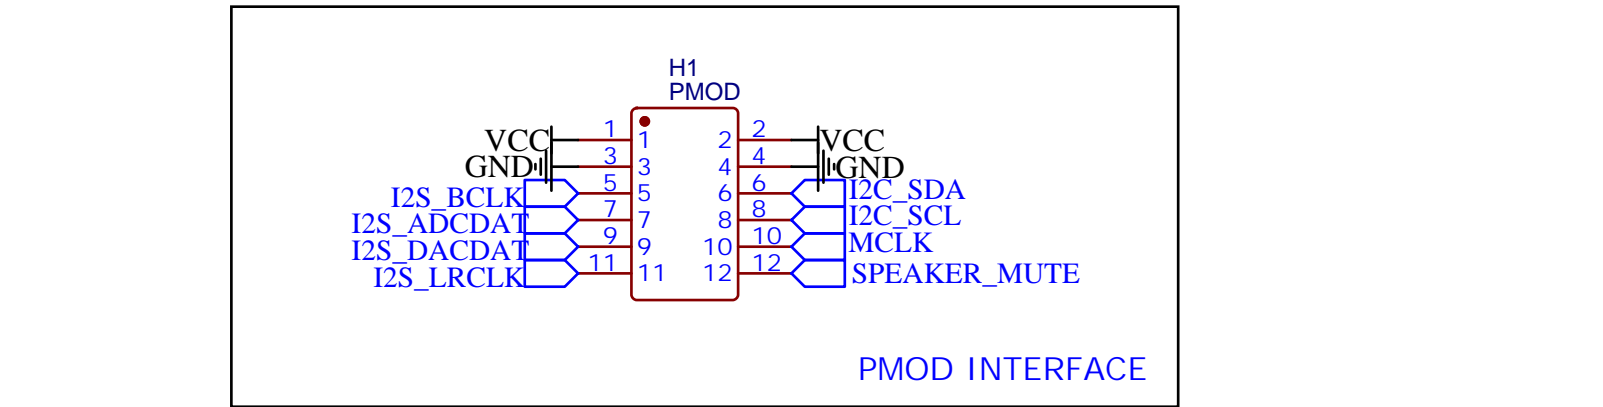 H1
PMOD
VCC 1 1 2 2 VCC
GND 3 3 4 4 GND
I2S_BCLK 5 5 6 6 I2C_SDA
I2S_ADCDAT 7 7 8 8 I2C_SCL
I2S_DACDAT 9 9 10 10 MCLK
I2S_LRCLK 11 11 12 12 SPEAKER_MUTE
PMOD INTERFACE